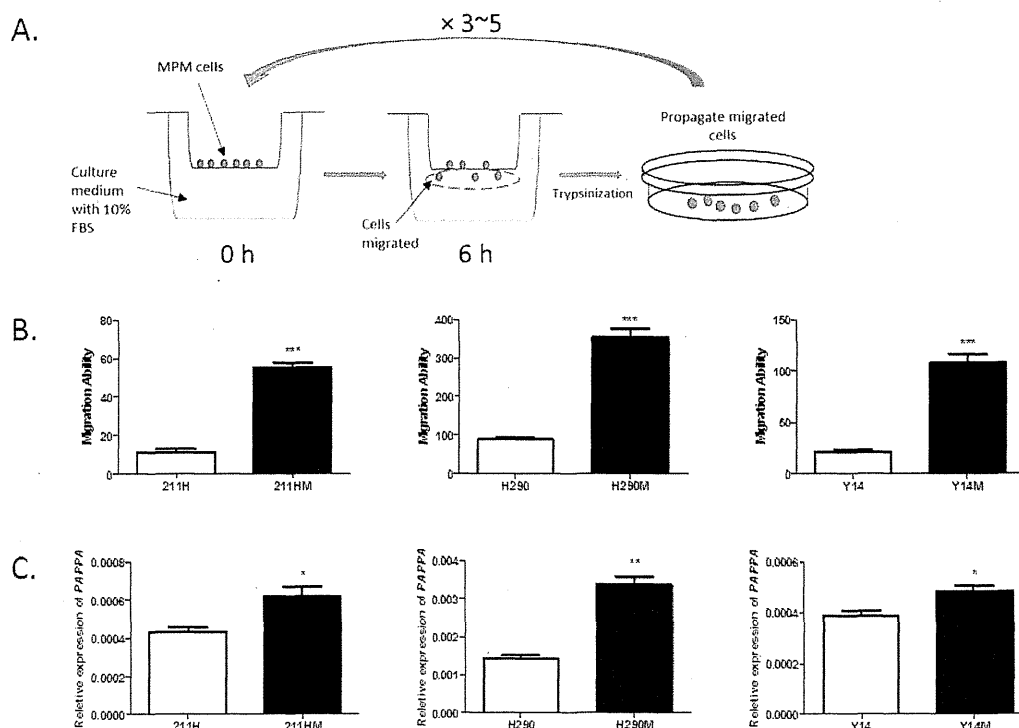 A.
× 3~5
MPM cells
Propagate migrated
cells
Culture
medium
with 10%
FBS
Cells
migrated
Trypsinization
0 h
6 h
B.
Migration Ability
80
60
40
20
0
***
211H
211HM
Migration Ability
400
300
200
100
0
***
H290
H290M
Migration Ability
150
100
50
0
***
Y14
Y14M
C.
Reletive expression of PAPPA
0.0008
0.0006
0.0004
0.0002
0.0000
*
211H
211HM
Reletive expression of PAPPA
0.004
0.003
0.002
0.001
0.000
**
H290
H290M
Reletive expression of PAPPA
0.0006
0.0004
0.0002
0.0000
*
Y14
Y14M